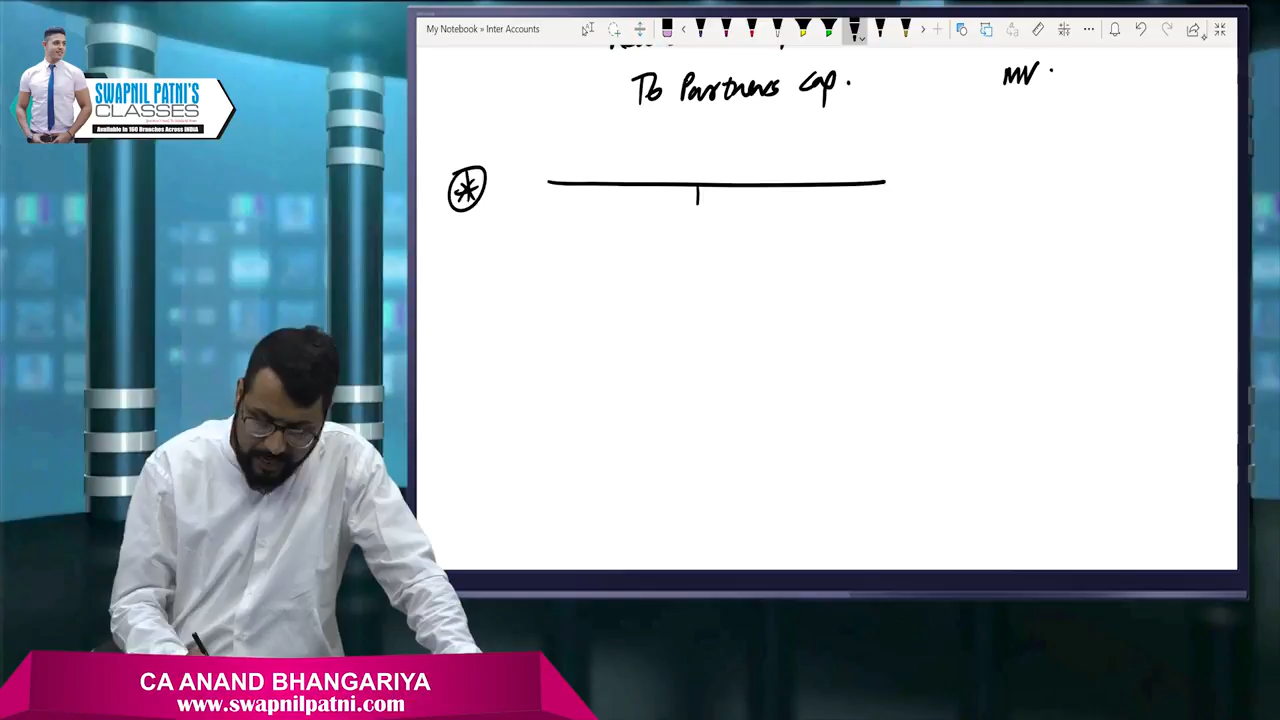 My Notebook » Inter Accounts
SWAPNIL PATNI'S
CLASSES
Available In 160 Branches Across INDIA
To Partners Cap.
MV.
CA ANAND BHANGARIYA
www.swapnilpatni.com